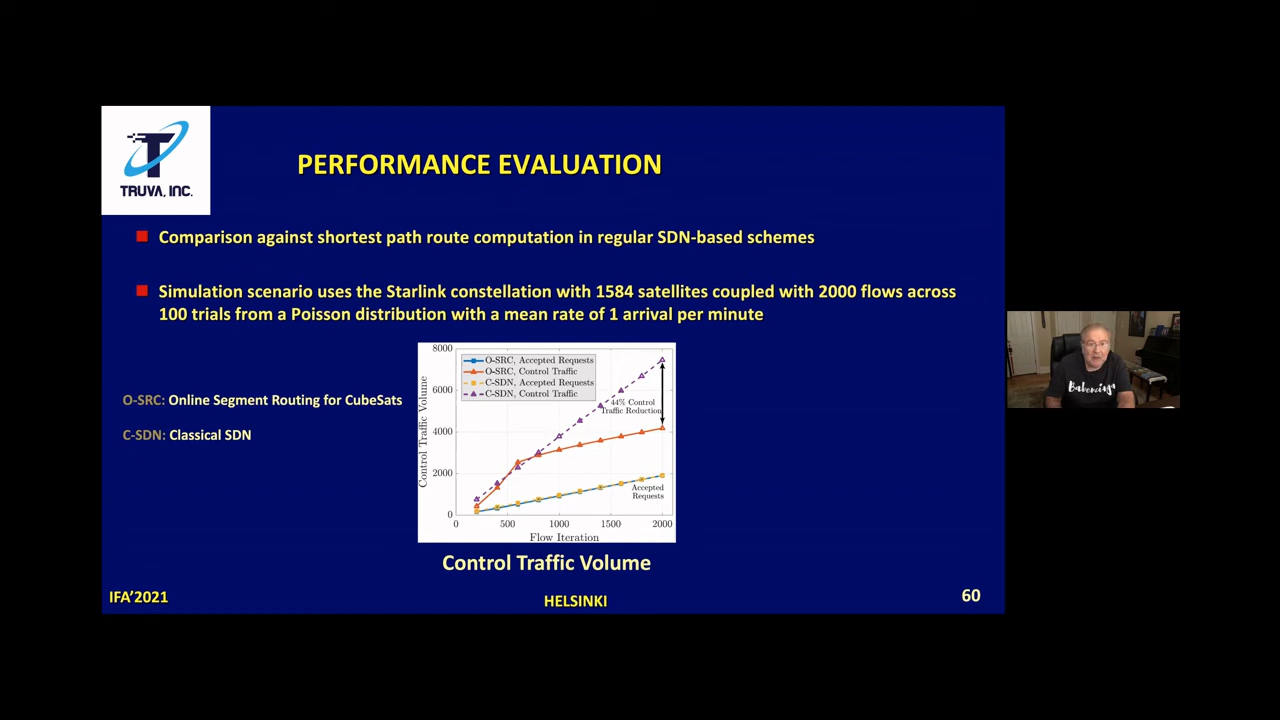 TRUVA, INC.
PERFORMANCE EVALUATION
Comparison against shortest path route computation in regular SDN-based schemes
Simulation scenario uses the Starlink constellation with 1584 satellites coupled with 2000 flows across
100 trials from a Poisson distribution with a mean rate of 1 arrival per minute
O-SRC: Online Segment Routing for CubeSats
C-SDN: Classical SDN
Control Traffic Volume
8000
6000
4000
2000
0
O-SRC, Accepted Requests
O-SRC, Control Traffic
C-SDN, Accepted Requests
C-SDN, Control Traffic
44% Control
Traffic Reduction
Accepted
Requests
0 500 1000 1500 2000
Flow Iteration
Control Traffic Volume
IFA'2021
HELSINKI
60